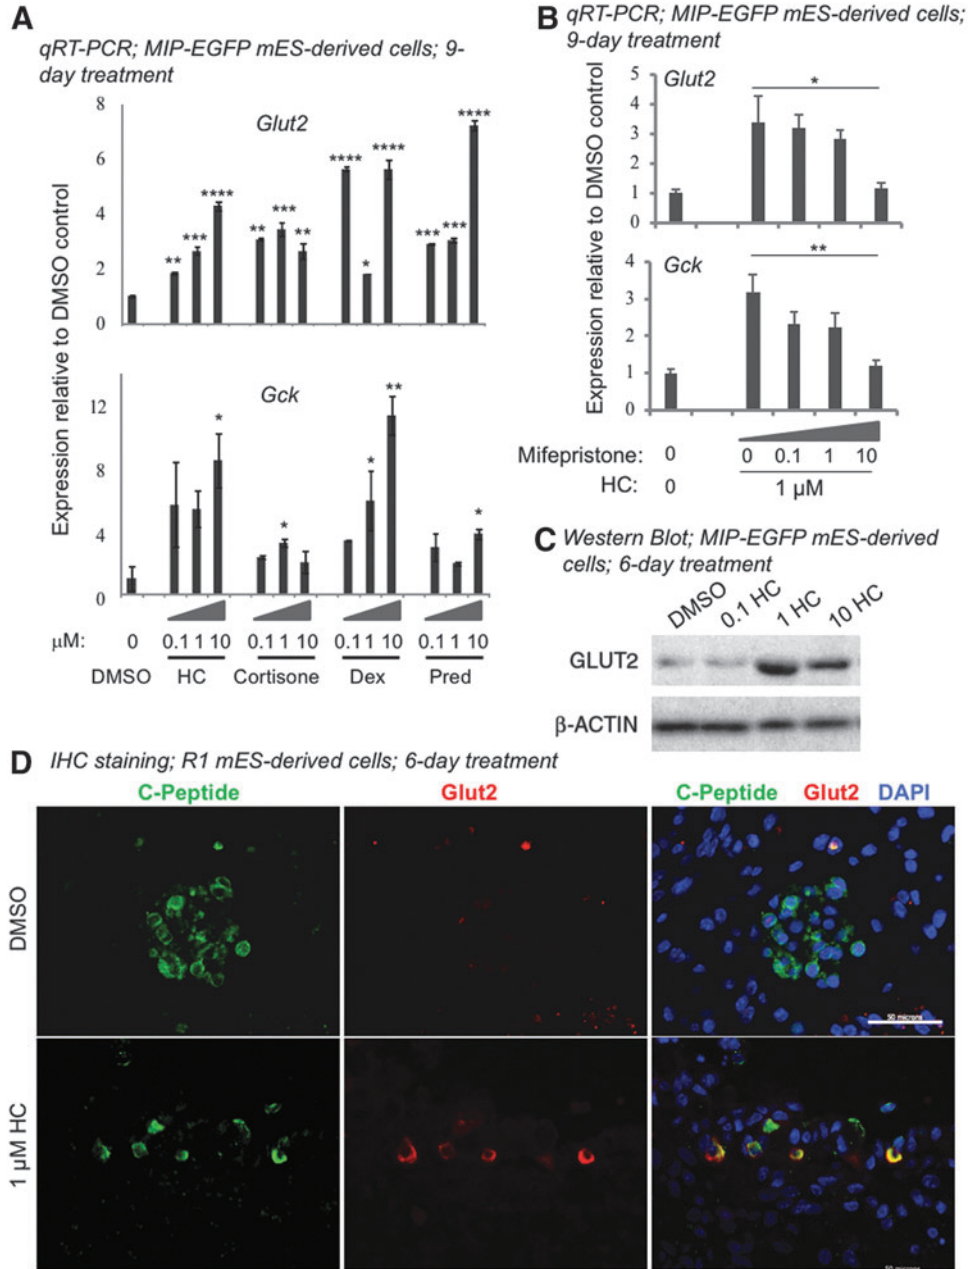 A
qRT-PCR; MIP-EGFP mES-derived cells; 9-
day treatment
Expression relative to DMSO control
Glut2
8
6
4
2
0
** *** **** ** *** ** **** * **** *** *** ****
Gck
12
8
4
0
* * * ** *
μM: 0 0.1 1 10 0.1 1 10 0.1 1 10 0.1 1 10
DMSO HC Cortisone Dex Pred
B
qRT-PCR; MIP-EGFP mES-derived cells;
9-day treatment
Expression relative to DMSO control
Glut2
5
4
3
2
1
0
*
Gck
4
3
2
1
0
**
Mifepristone: 0 0 0.1 1 10
HC: 0 1 μM
C
Western Blot; MIP-EGFP mES-derived
cells; 6-day treatment
DMSO 0.1 HC 1 HC 10 HC
GLUT2
β-ACTIN
D
IHC staining; R1 mES-derived cells; 6-day treatment
C-Peptide Glut2 C-Peptide Glut2 DAPI
DMSO
50 microns
1 μM HC
50 microns